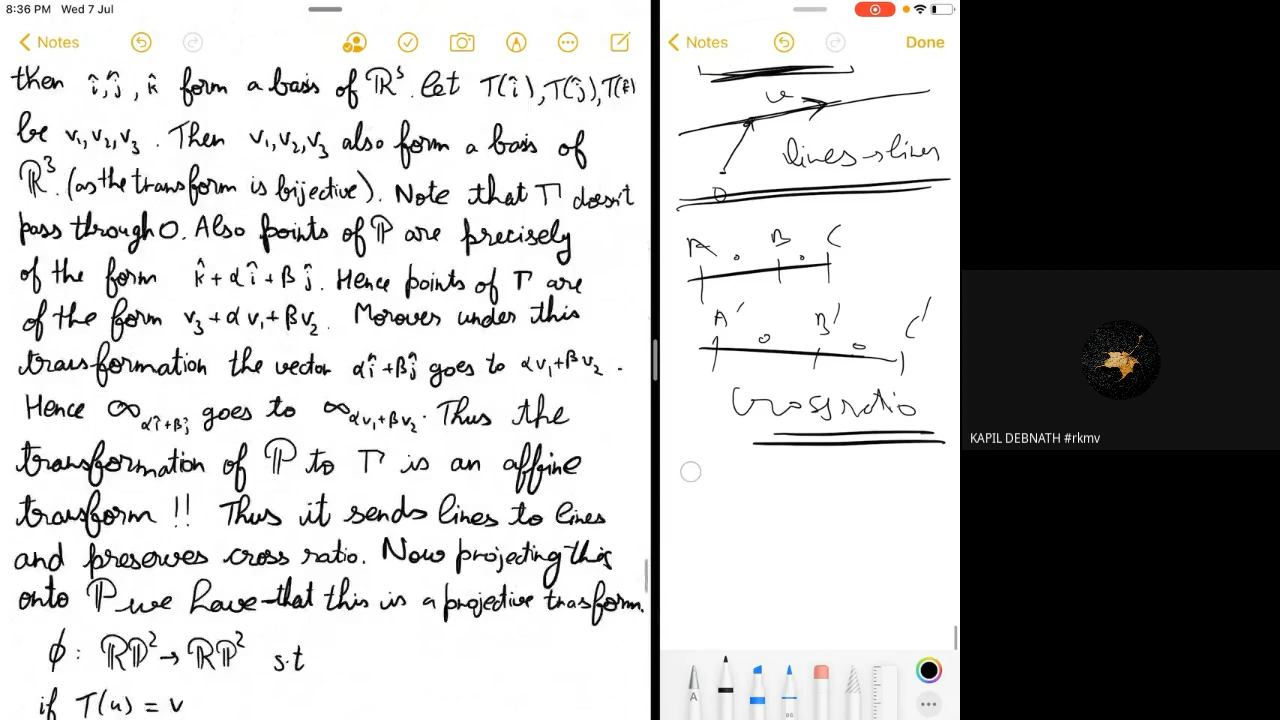 8:36 PM Wed 7 Jul
Notes
then î, ĵ, k̂ form a basis of ℝ³. Let T(î), T(ĵ), T(k̂)
be v₁, v₂, v₃. Then v₁, v₂, v₃ also form a basis of
ℝ³. (as the transform is bijective). Note that Γ doesn't
pass through O. Also points of ℙ are precisely
of the form k̂ + αî + βĵ. Hence points of Γ are
of the form v₃ + αv₁ + βv₂. Morover under this
transformation the vector αî + βĵ goes to αv₁ + βv₂.
Hence ∞αî+βĵ goes to ∞αv₁+βv₂. Thus the
transformation of ℙ to Γ is an affine
transform !! Thus it sends lines to lines
and preserves cross ratio. Now projecting this
onto ℙ we have that this is a projective trasform.
ϕ : ℝℙ² → ℝℙ² s.t
if T(u) = v
Notes
Done
lines → lines
O
A B C
A' B' C'
Cross ratio
KAPIL DEBNATH #rkmv